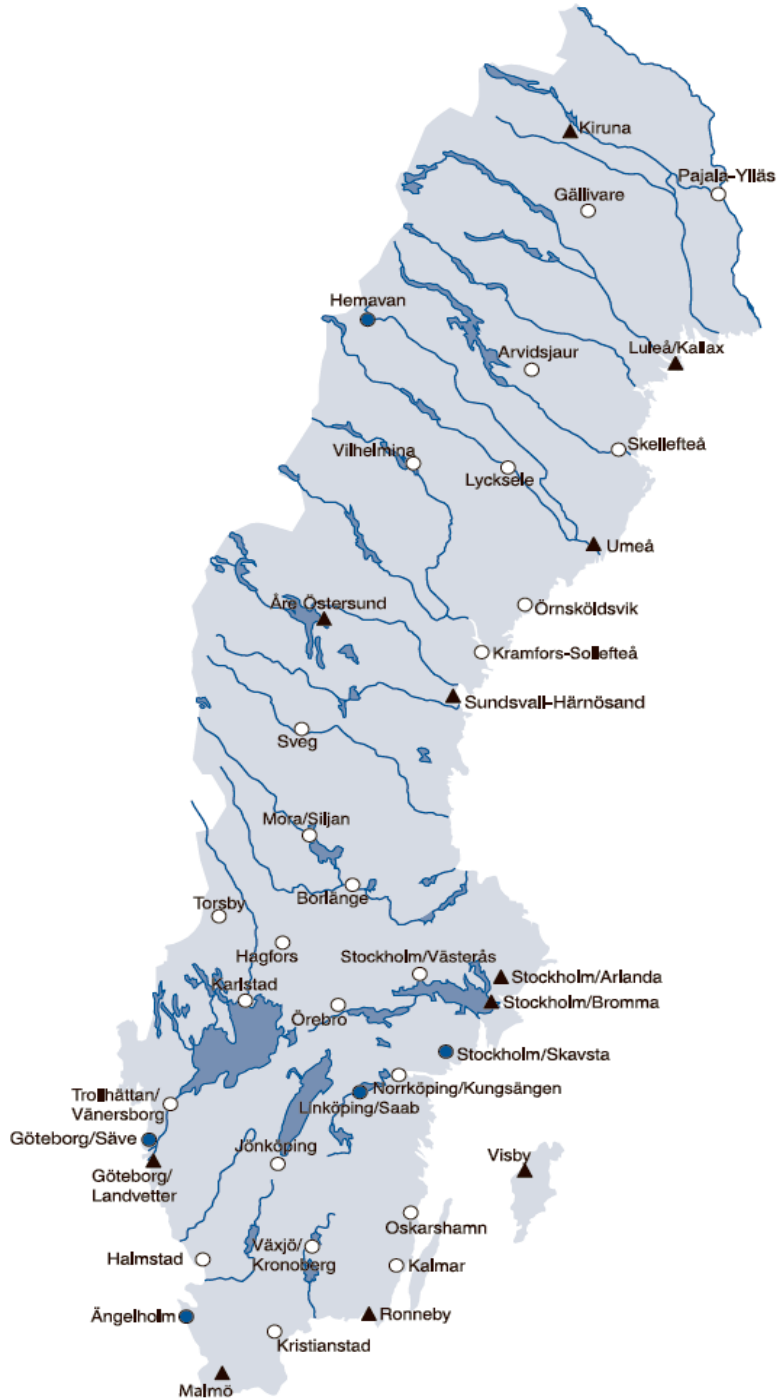 Kiruna
Pajala-Ylläs
Gällivare
Hemavan
Arvidsjaur
Luleå/Kallax
Skellefteå
Vilhelmina
Lycksele
Umeå
Åre Östersund
Örnsköldsvik
Kramfors-Sollefteå
Sundsvall-Härnösand
Sveg
Mora/Siljan
Borlänge
Torsby
Hagfors
Stockholm/Västerås
Stockholm/Arlanda
Karlstad
Örebro
Stockholm/Bromma
Stockholm/Skavsta
Norrköping/Kungsängen
Linköping/Saab
Trollhättan/
Vänersborg
Göteborg/Säve
Jönköping
Visby
Göteborg/
Landvetter
Oskarshamn
Växjö/
Kronoberg
Halmstad
Kalmar
Ängelholm
Ronneby
Kristianstad
Malmö